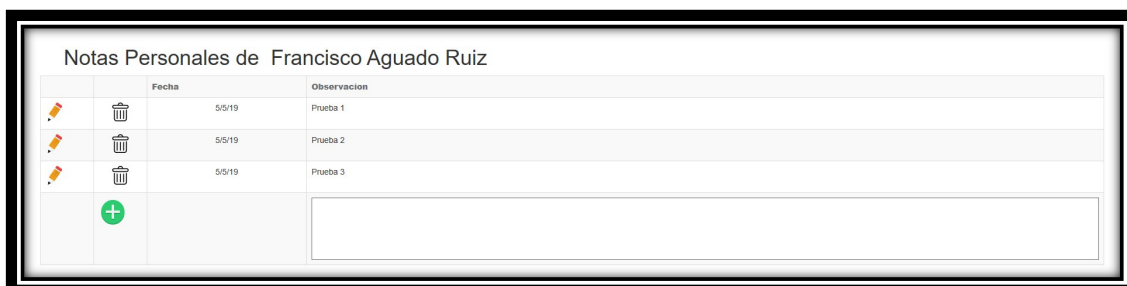 Notas Personales de Francisco Aguado Ruiz
Fecha Observacion
5/5/19 Prueba 1
5/5/19 Prueba 2
5/5/19 Prueba 3